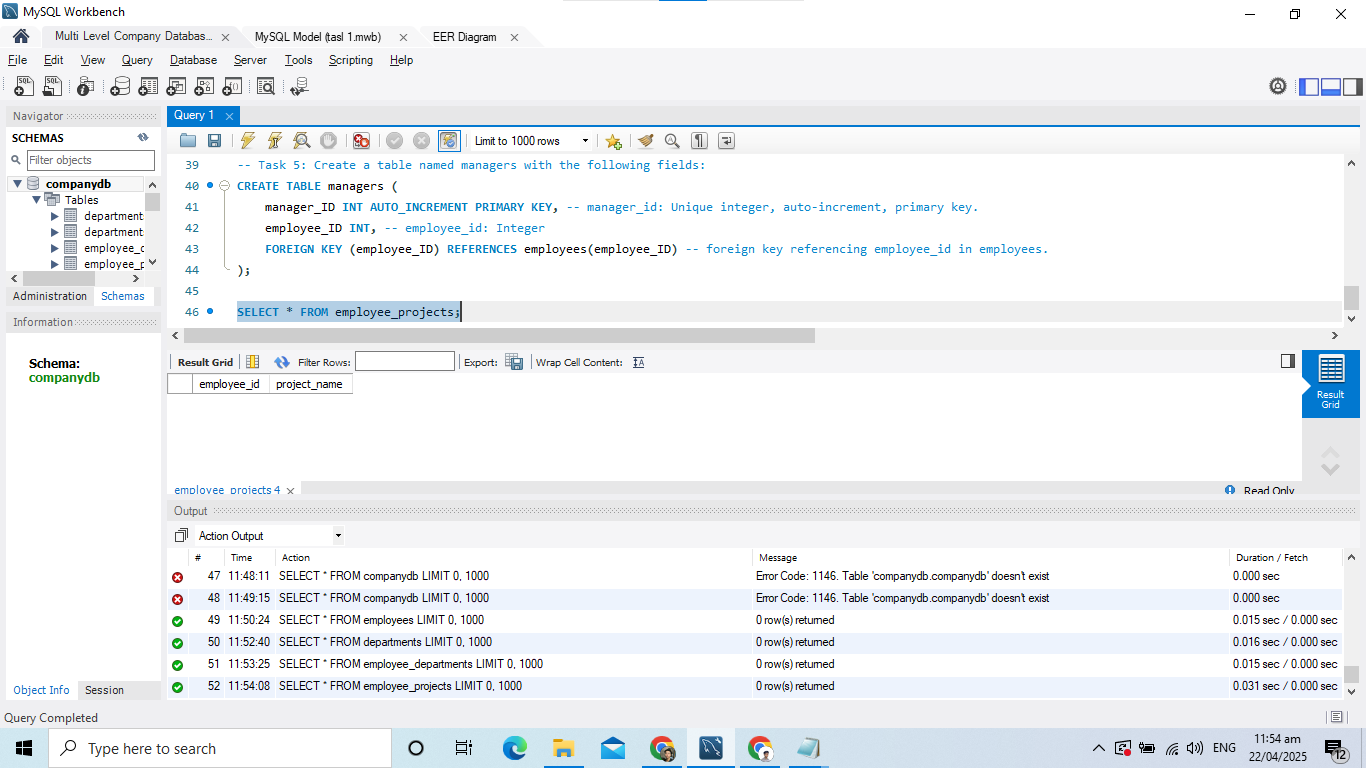 MySQL Workbench
Multi Level Company Databas... MySQL Model (tasl 1.mwb) EER Diagram
File Edit View Query Database Server Tools Scripting Help
Navigator
SCHEMAS
Filter objects
companydb
Tables
department
department
employee_
employee_p
Administration Schemas
Information
Schema:
companydb
Object Info Session
Query 1
Limit to 1000 rows
39 -- Task 5: Create a table named managers with the following fields:
40 CREATE TABLE managers (
41 manager_ID INT AUTO_INCREMENT PRIMARY KEY, -- manager_id: Unique integer, auto-increment, primary key.
42 employee_ID INT, -- employee_id: Integer
43 FOREIGN KEY (employee_ID) REFERENCES employees(employee_ID) -- foreign key referencing employee_id in employees.
44 );
45
46 SELECT * FROM employee_projects;
Result Grid Filter Rows: Export: Wrap Cell Content:
employee_id project_name
Result
Grid
employee_projects 4 Read Only
Output
Action Output
# Time Action Message Duration / Fetch
47 11:48:11 SELECT * FROM companydb LIMIT 0, 1000 Error Code: 1146. Table 'companydb.companydb' doesn't exist 0.000 sec
48 11:49:15 SELECT * FROM companydb LIMIT 0, 1000 Error Code: 1146. Table 'companydb.companydb' doesn't exist 0.000 sec
49 11:50:24 SELECT * FROM employees LIMIT 0, 1000 0 row(s) returned 0.015 sec / 0.000 sec
50 11:52:40 SELECT * FROM departments LIMIT 0, 1000 0 row(s) returned 0.016 sec / 0.000 sec
51 11:53:25 SELECT * FROM employee_departments LIMIT 0, 1000 0 row(s) returned 0.015 sec / 0.000 sec
52 11:54:08 SELECT * FROM employee_projects LIMIT 0, 1000 0 row(s) returned 0.031 sec / 0.000 sec
Query Completed
Type here to search
ENG
11:54 am
22/04/2025
12